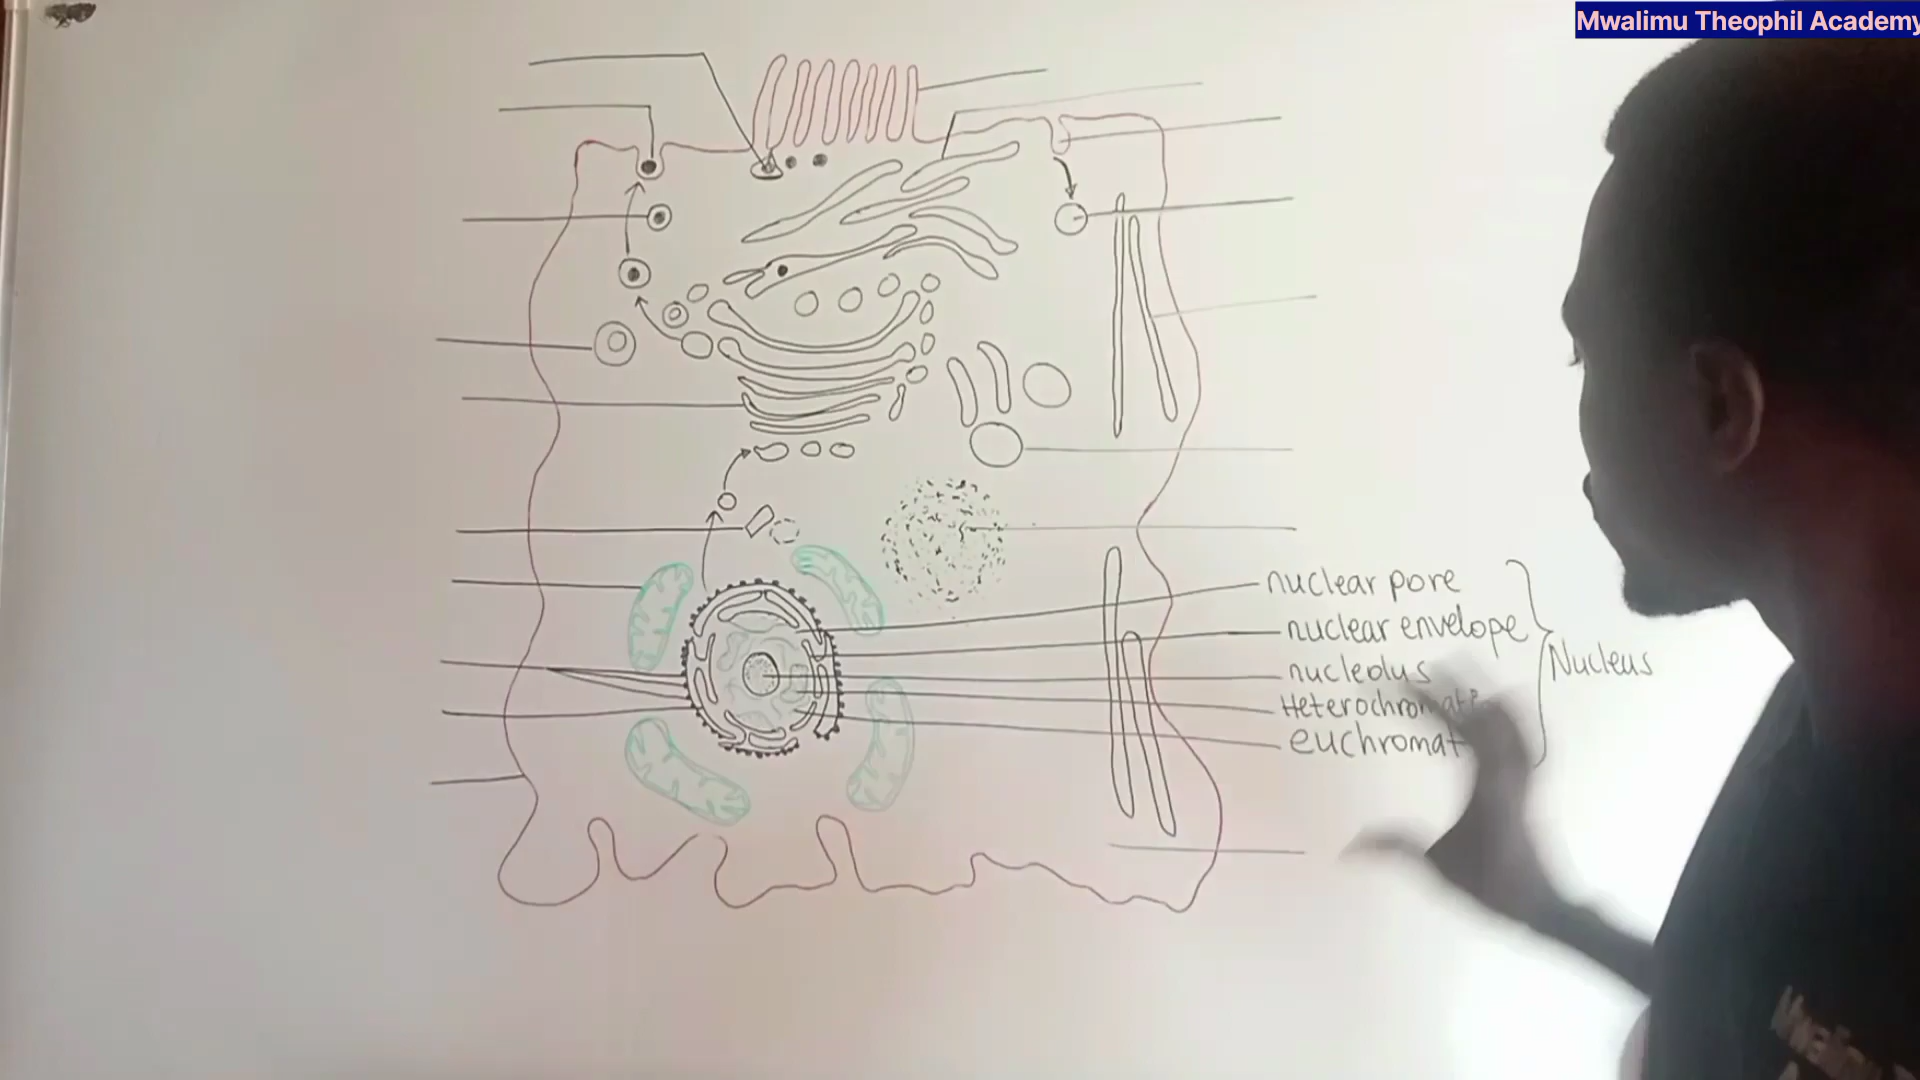 Mwalimu Theophil Academy
nuclear pore
nuclear envelope
nucleolus
Nucleus